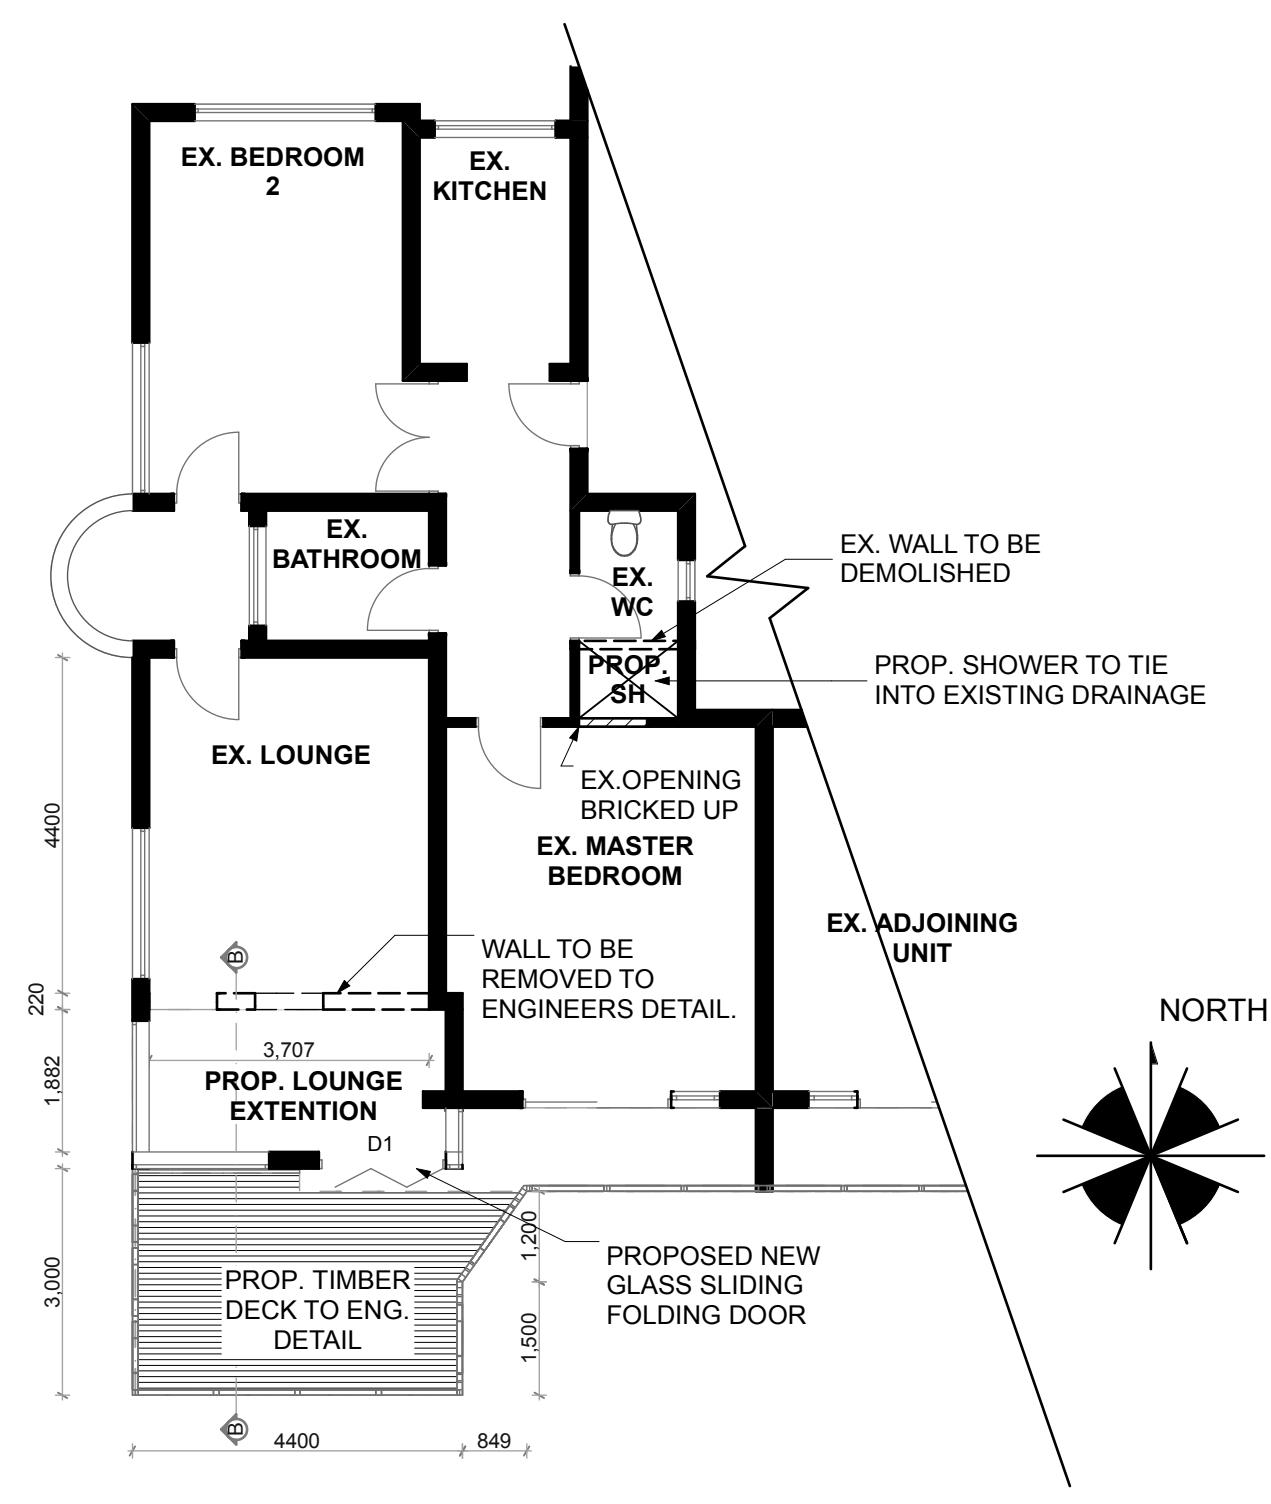 EX. BEDROOM
2
EX.
KITCHEN
EX.
BATHROOM
EX.
WC
EX. WALL TO BE
DEMOLISHED
PROP.
SH
PROP. SHOWER TO TIE
INTO EXISTING DRAINAGE
EX. LOUNGE
EX.OPENING
BRICKED UP
EX. MASTER
BEDROOM
4400
EX. ADJOINING
UNIT
WALL TO BE
REMOVED TO
ENGINEERS DETAIL.
B
220
NORTH
3,707
1,882
PROP. LOUNGE
EXTENTION
D1
1,200
PROPOSED NEW
GLASS SLIDING
FOLDING DOOR
3,000
PROP. TIMBER
DECK TO ENG.
DETAIL
1,500
B
4400
849